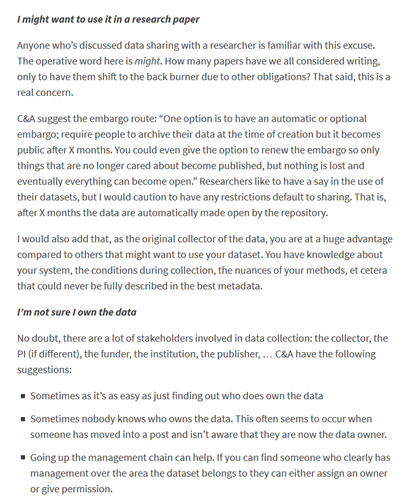 I might want to use it in a research paper
Anyone who's discussed data sharing with a researcher is familiar with this excuse.
The operative word here is might. How many papers have we all considered writing,
only to have them shift to the back burner due to other obligations? That said, this is a
real concern.
C&A suggest the embargo route: “One option is to have an automatic or optional
embargo; require people to archive their data at the time of creation but it becomes
public after X months. You could even give the option to renew the embargo so only
things that are no longer cared about become published, but nothing is lost and
eventually everything can become open.” Researchers like to have a say in the use of
their datasets, but I would caution to have any restrictions default to sharing. That is,
after X months the data are automatically made open by the repository.
I would also add that, as the original collector of the data, you are at a huge advantage
compared to others that might want to use your dataset. You have knowledge about
your system, the conditions during collection, the nuances of your methods, et cetera
that could never be fully described in the best metadata.
I'm not sure I own the data
No doubt, there are a lot of stakeholders involved in data collection: the collector, the
PI (if different), the funder, the institution, the publisher, … C&A have the following
suggestions:
▪ Sometimes as it's as easy as just finding out who does own the data
▪ Sometimes nobody knows who owns the data. This often seems to occur when
someone has moved into a post and isn't aware that they are now the data owner.
▪ Going up the management chain can help. If you can find someone who clearly has
management over the area the dataset belongs to they can either assign an owner
or give permission.